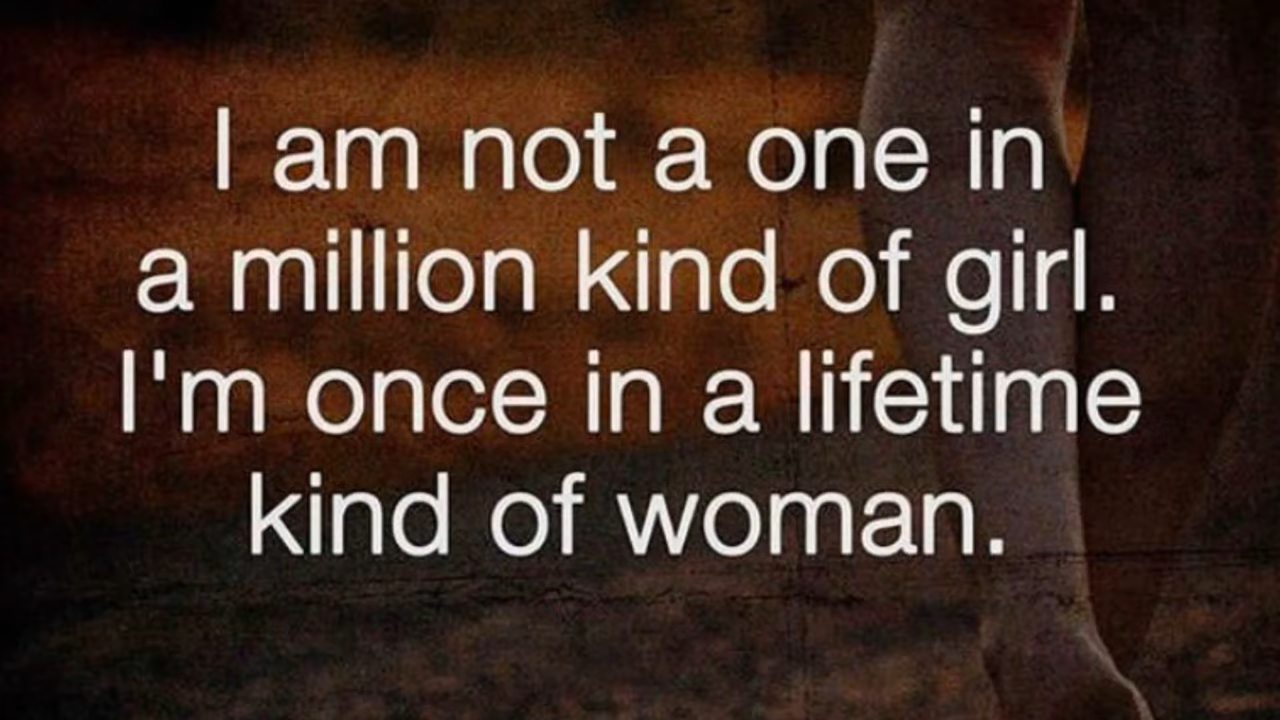 I am not a one in
a million kind of girl.
I'm once in a lifetime
kind of woman.